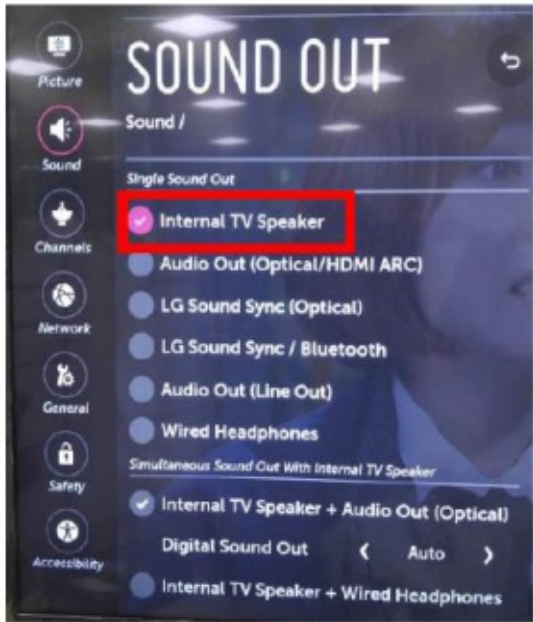 SOUND OUT
Picture
Sound /
Sound
Single Sound Out
Internal TV Speaker
Channels
Audio Out (Optical/HDMI ARC)
LG Sound Sync (Optical)
Network
LG Sound Sync / Bluetooth
Audio Out (Line Out)
General
Wired Headphones
Simultaneous Sound Out With Internal TV Speaker
Safety
Internal TV Speaker + Audio Out (Optical)
Digital Sound Out < Auto >
Accessibility
Internal TV Speaker + Wired Headphones